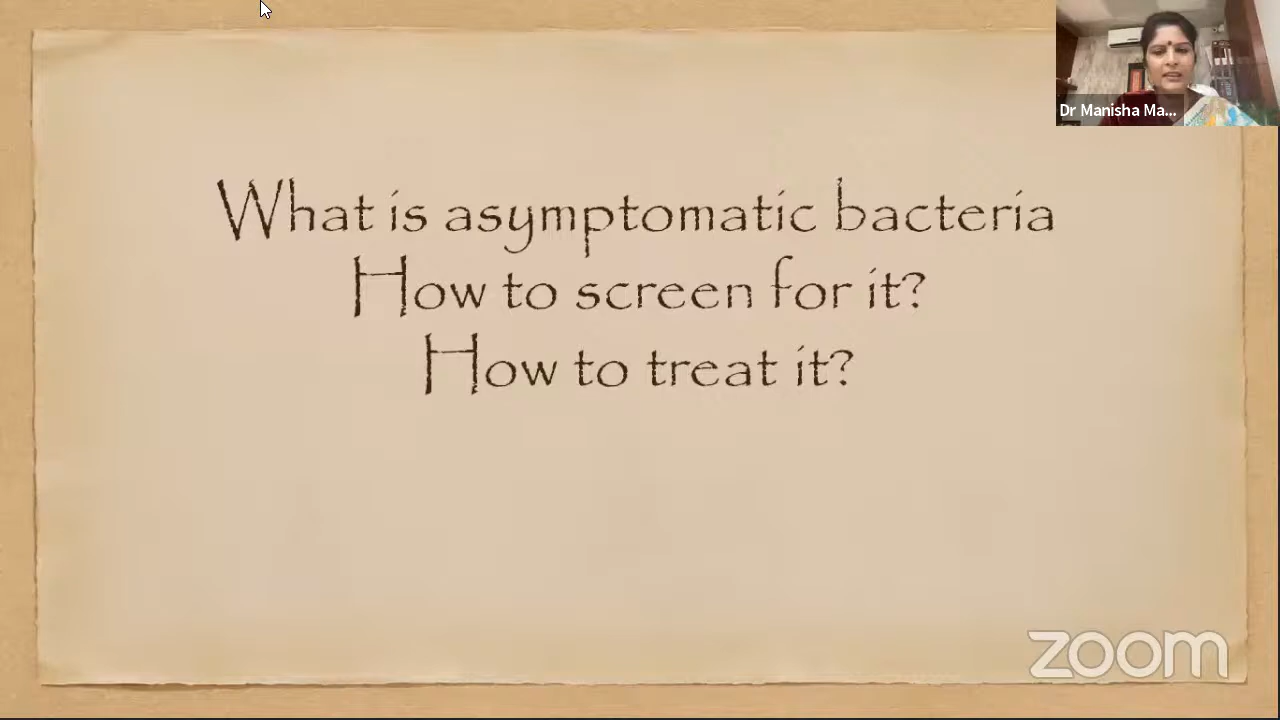 Dr Manisha Ma...
What is asymptomatic bacteria
How to screen for it?
How to treat it?
zoom